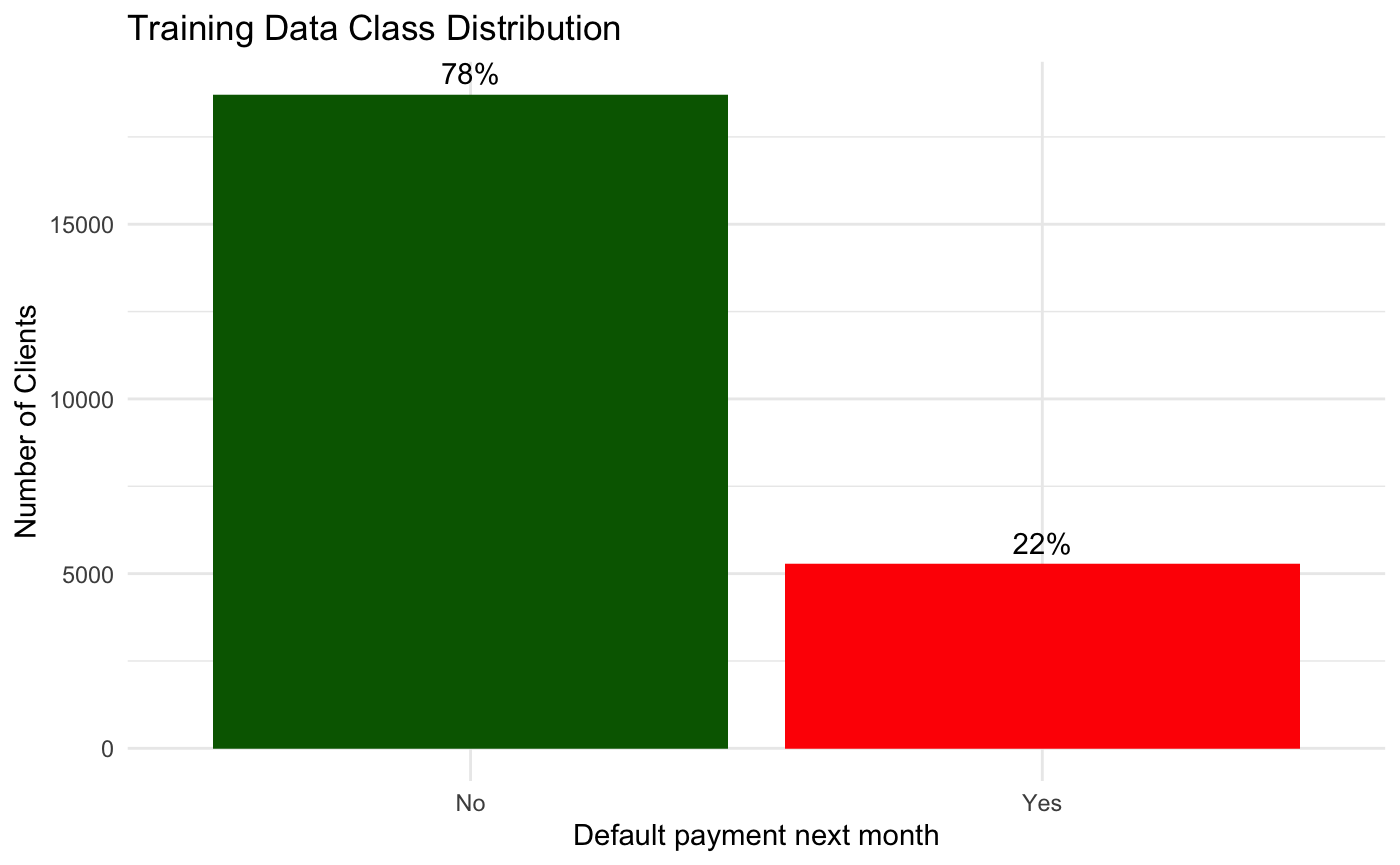 Training Data Class Distribution
78%
15000
Number of Clients
10000
22%
5000
0
No
Yes
Default payment next month